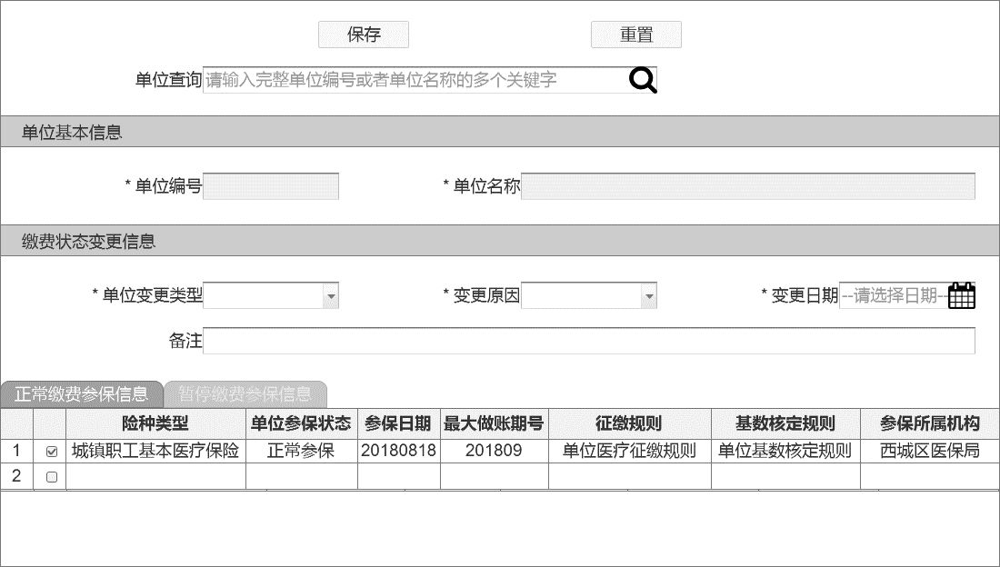 保存 重置
单位查询 请输入完整单位编号或者单位名称的多个关键字
单位基本信息
* 单位编号 * 单位名称
缴费状态变更信息
* 单位变更类型 * 变更原因 * 变更日期 --请选择日期--
备注
正常缴费参保信息 暂停缴费参保信息
险种类型 单位参保状态 参保日期 最大做账期号 征缴规则 基数核定规则 参保所属机构
1 城镇职工基本医疗保险 正常参保 20180818 201809 单位医疗征缴规则 单位基数核定规则 西城区医保局
2